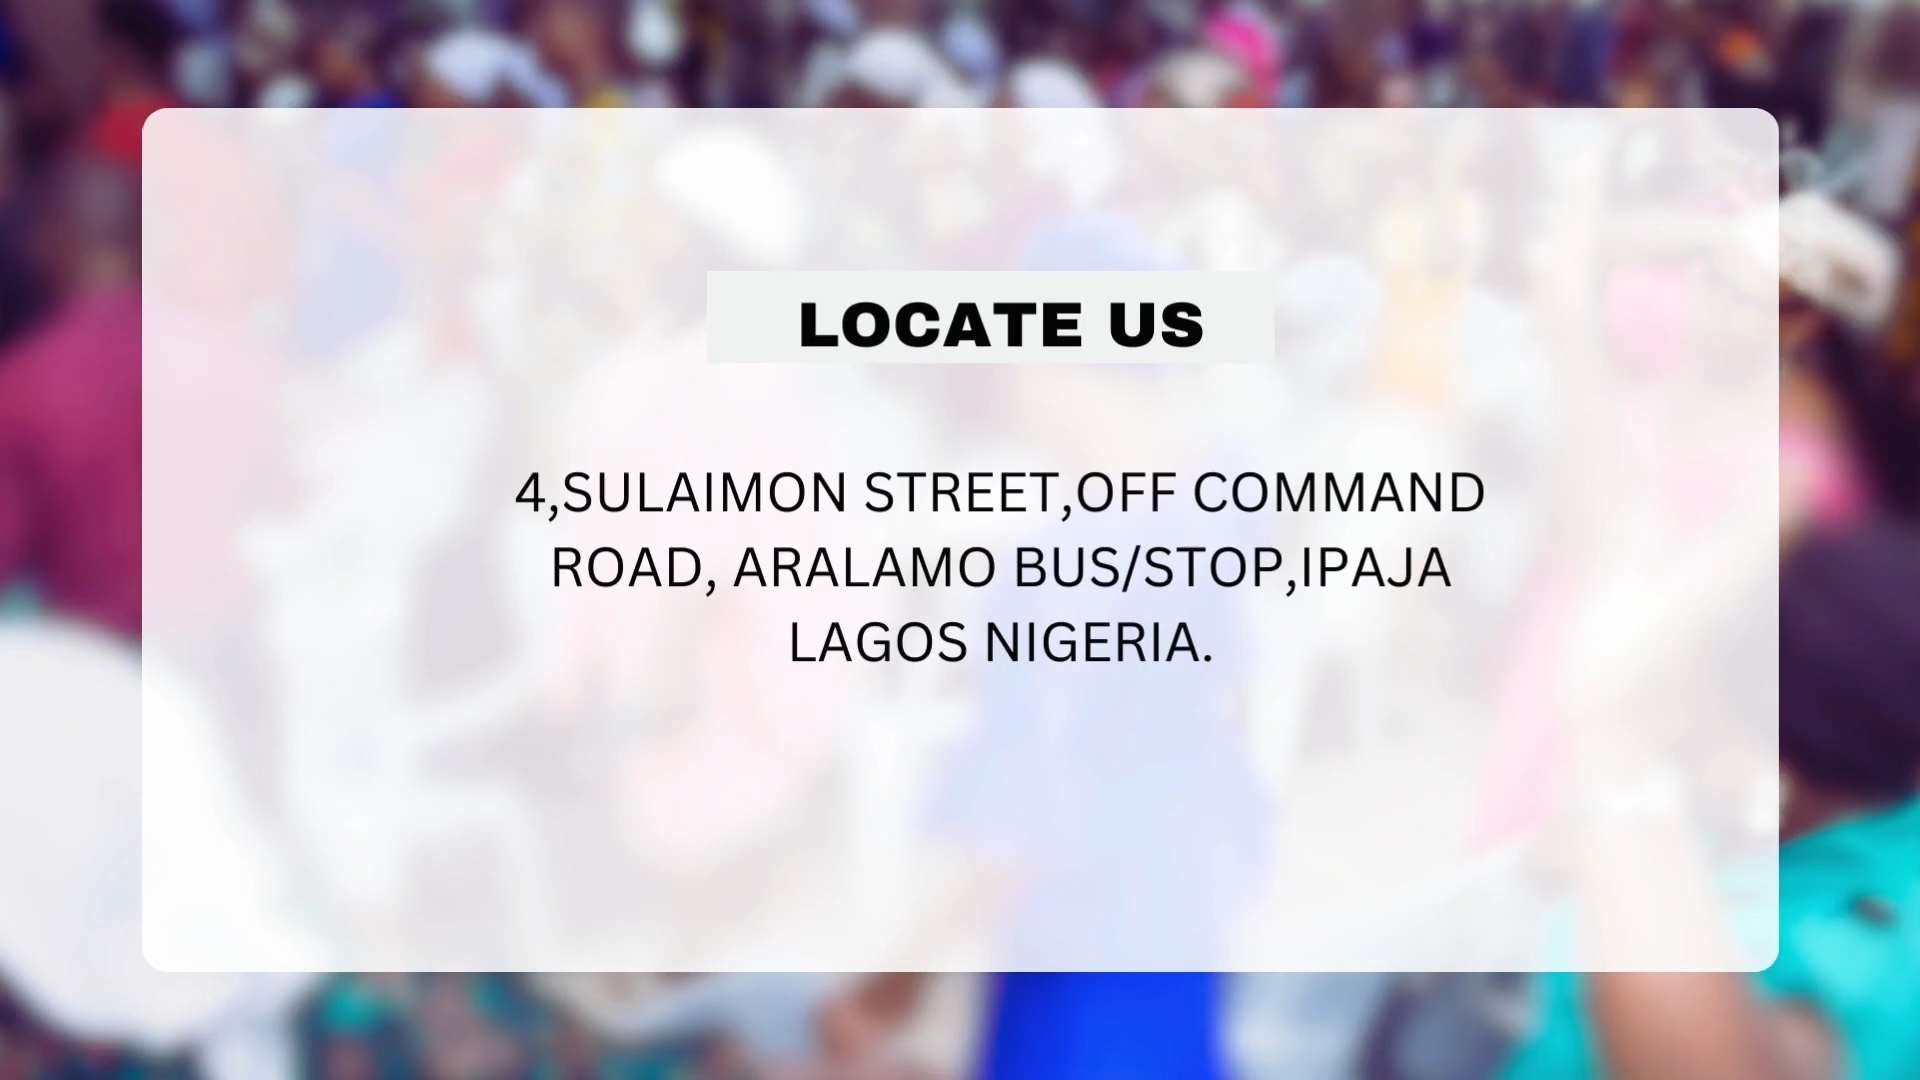 LOCATE US
4,SULAIMON STREET,OFF COMMAND
ROAD, ARALAMO BUS/STOP,IPAJA
LAGOS NIGERIA.